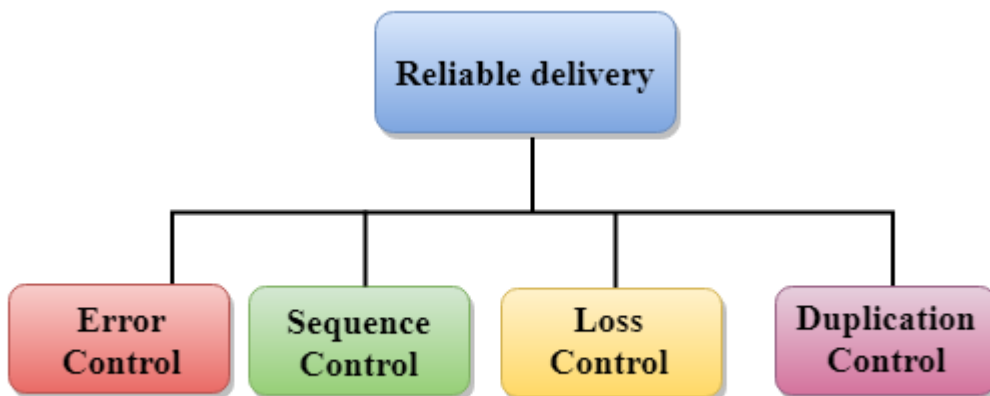 Reliable delivery
Error
Control
Sequence
Control
Loss
Control
Duplication
Control